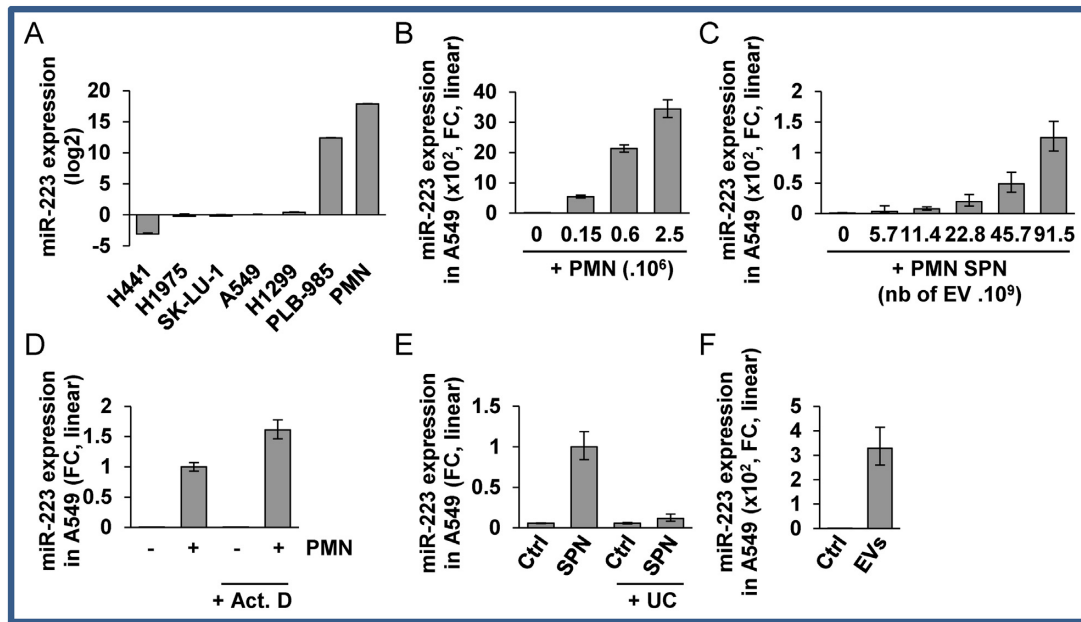 A
miR-223 expression
(log2)
20
15
10
5
0
-5
H441
H1975
SK-LU-1
A549
H1299
PLB-985
PMN
B
miR-223 expression
in A549 (x10², FC, linear)
40
30
20
10
0
0 0.15 0.6 2.5
+ PMN (.10⁶)
C
miR-223 expression
in A549 (x10², FC, linear)
2
1.5
1
0.5
0
0 5.7 11.4 22.8 45.7 91.5
+ PMN SPN
(nb of EV .10⁹)
D
miR-223 expression
in A549 (FC, linear)
2
1.5
1
0.5
0
- + - + PMN
+ Act. D
E
miR-223 expression
in A549 (FC, linear)
1.5
1
0.5
0
Ctrl
SPN
Ctrl
SPN
+ UC
F
miR-223 expression
in A549 (x10², FC, linear)
5
4
3
2
1
0
Ctrl
EVs